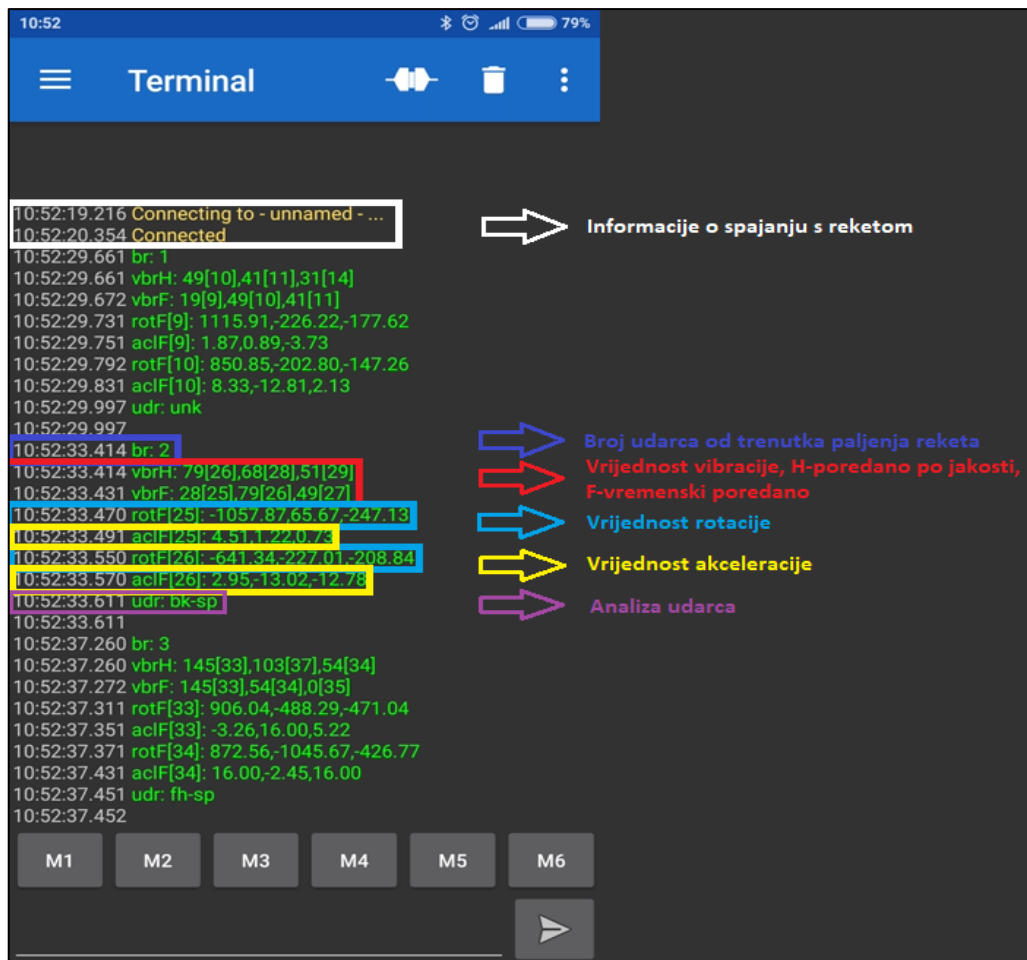 10:52 79%
Terminal
10:52:19.216 Connecting to - unnamed - ...
10:52:20.354 Connected
Informacije o spajanju s reketom
10:52:29.661 br: 1
10:52:29.661 vbrH: 49[10],41[11],31[14]
10:52:29.672 vbrF: 19[9],49[10],41[11]
10:52:29.731 rotF[9]: 1115.91,-226.22,-177.62
10:52:29.751 aclF[9]: 1.87,0.89,-3.73
10:52:29.792 rotF[10]: 850.85,-202.80,-147.26
10:52:29.831 aclF[10]: 8.33,-12.81,2.13
10:52:29.997 udr: unk
10:52:29.997
10:52:33.414 br: 2
Broj udarca od trenutka paljenja reketa
10:52:33.414 vbrH: 79[26],68[28],51[29]
10:52:33.431 vbrF: 28[25],79[26],49[27]
Vrijednost vibracije, H-poredano po jakosti,
F-vremenski poredano
10:52:33.470 rotF[25]: -1057.87,65.67,-247.13
Vrijednost rotacije
10:52:33.491 aclF[25]: 4.51,1.22,0.73
10:52:33.550 rotF[26]: -641.34,-227.01,-208.84
10:52:33.570 aclF[26]: 2.95,-13.02,-12.78
Vrijednost akceleracije
10:52:33.611 udr: bk-sp
Analiza udarca
10:52:33.611
10:52:37.260 br: 3
10:52:37.260 vbrH: 145[33],103[37],54[34]
10:52:37.272 vbrF: 145[33],54[34],0[35]
10:52:37.311 rotF[33]: 906.04,-488.29,-471.04
10:52:37.351 aclF[33]: -3.26,16.00,5.22
10:52:37.371 rotF[34]: 872.56,-1045.67,-426.77
10:52:37.431 aclF[34]: 16.00,-2.45,16.00
10:52:37.451 udr: fh-sp
10:52:37.452
M1 M2 M3 M4 M5 M6